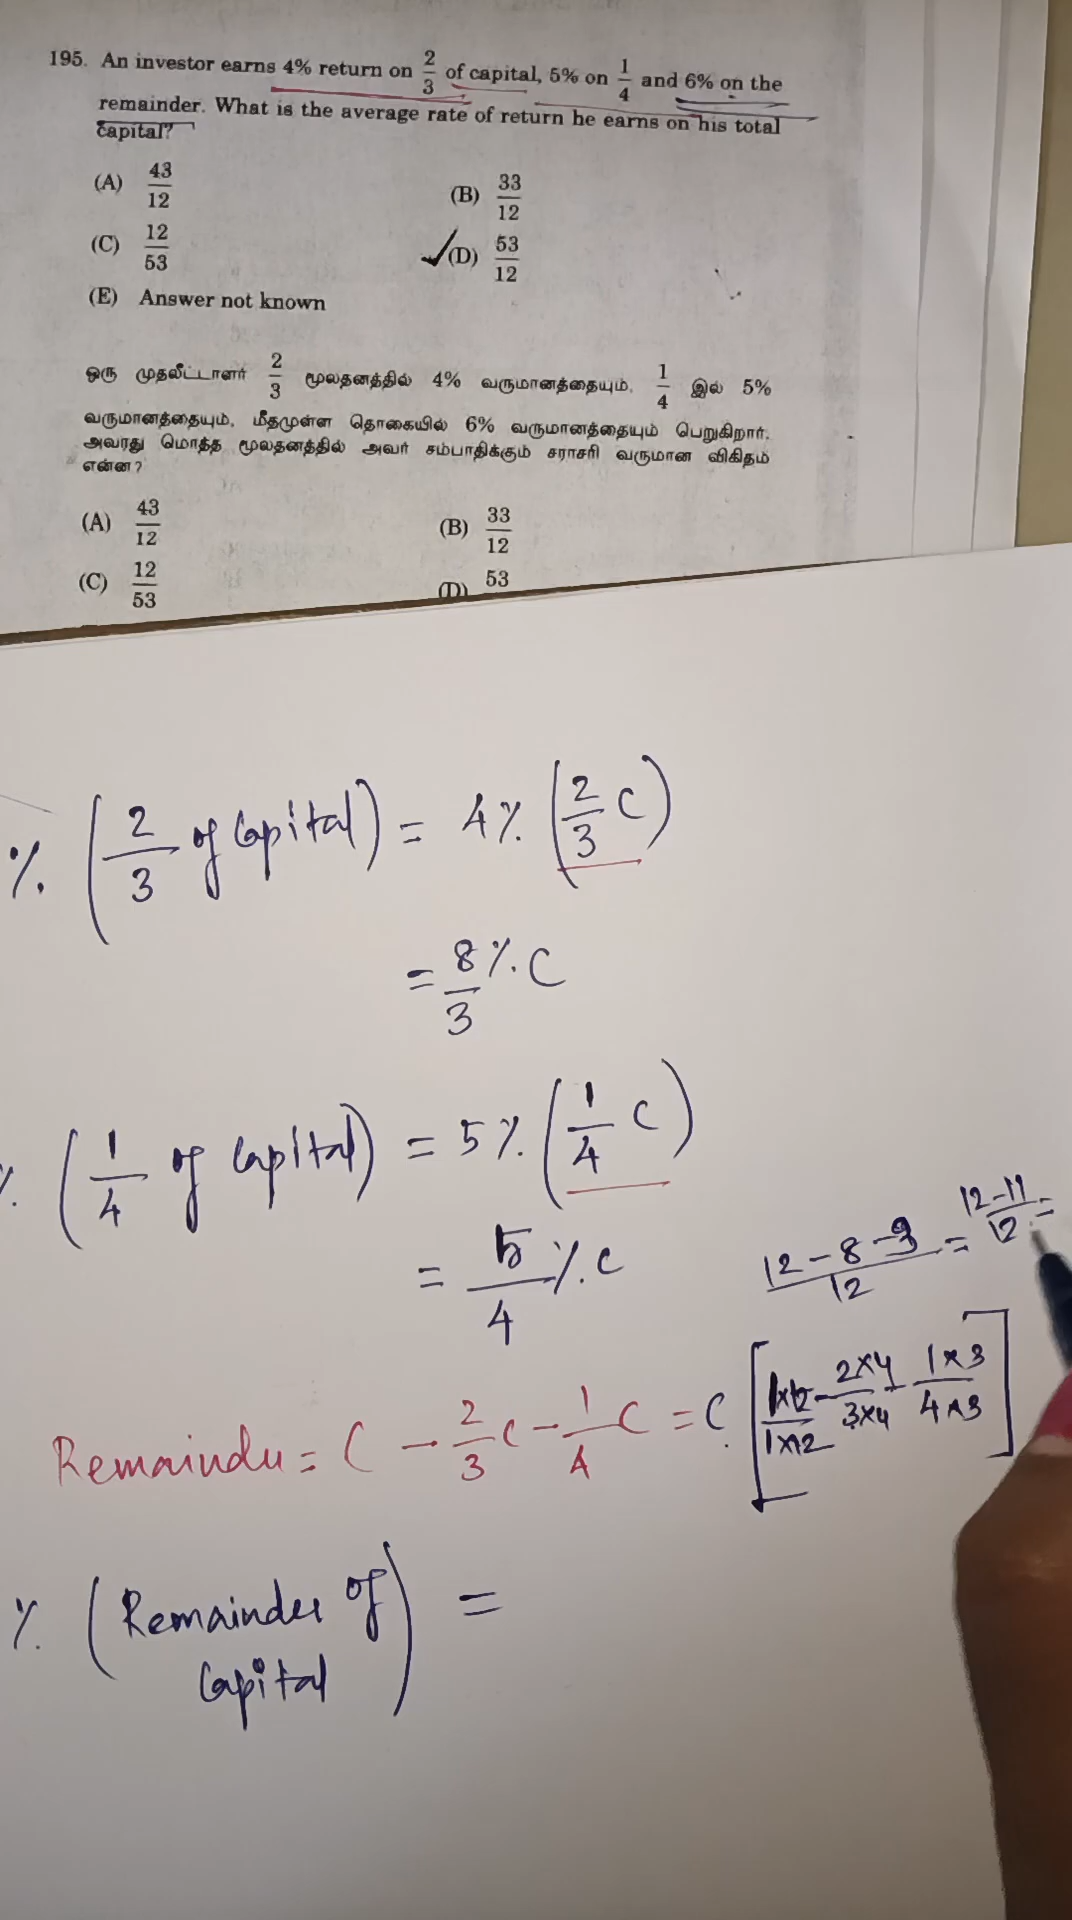 195. An investor earns 4% return on 2/3 of capital, 5% on 1/4 and 6% on the
remainder. What is the average rate of return he earns on his total
capital?
(A) 43/12
(B) 33/12
(C) 12/53
(D) 53/12
(E) Answer not known
ஒரு முதலீட்டாளர் 2/3 மூலதனத்தில் 4% வருமானத்தையும், 1/4 இல் 5%
வருமானத்தையும், மீதமுள்ள தொகையில் 6% வருமானத்தையும் பெறுகிறார்.
அவரது மொத்த மூலதனத்தில் அவர் சம்பாதிக்கும் சராசரி வருமான விகிதம்
என்ன?
(A) 43/12
(B) 33/12
(C) 12/53
(D) 53
% (2/3 of Capital) = 4% (2/3 C)
= 8/3 % C
% (1/4 of Capital) = 5% (1/4 C)
= 5/4 % C
12-8-3/12 = 12-11/12 =
Remainder = C - 2/3 C - 1/4 C = C [1x12/1x12 - 2x4/3x4 - 1x3/4x3]
% (Remainder of
Capital) =